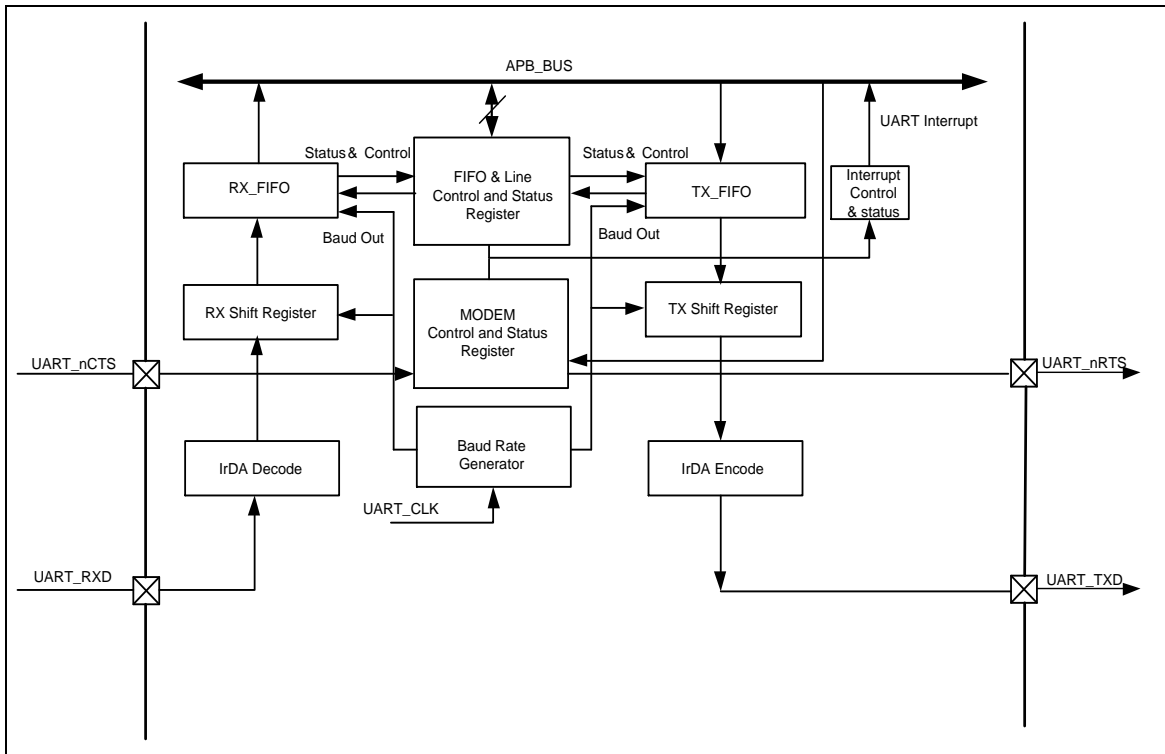 APB_BUS
UART Interrupt
Status & Control
Status & Control
RX_FIFO
FIFO & Line
Control and Status
Register
TX_FIFO
Interrupt
Control
& status
Baud Out
Baud Out
RX Shift Register
MODEM
Control and Status
Register
TX Shift Register
UART_nCTS
UART_nRTS
IrDA Decode
Baud Rate
Generator
IrDA Encode
UART_CLK
UART_RXD
UART_TXD